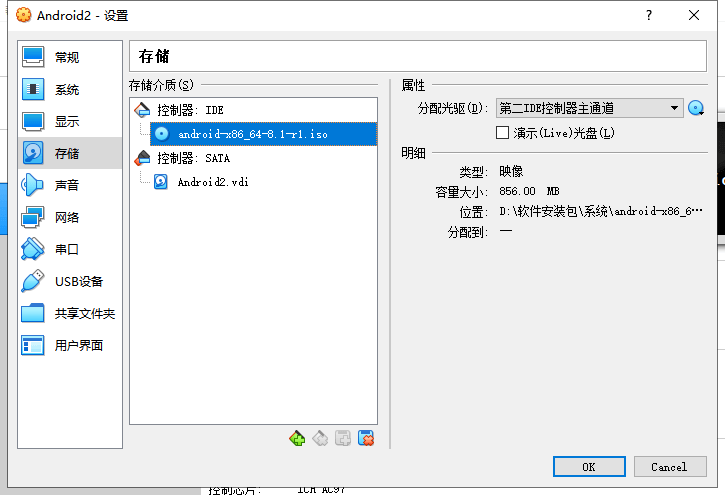 Android2 - 设置
?
常规
系统
显示
存储
声音
网络
串口
USB设备
共享文件夹
用户界面
存储
存储介质(S)
控制器: IDE
android-x86_64-8.1-r1.iso
控制器: SATA
Android2.vdi
属性
分配光驱(D): 第二IDE控制器主通道
演示(Live)光盘(L)
明细
类型: 映像
容量大小: 856.00 MB
位置: D:\软件安装包\系统\android-x86_6…
分配到: —
OK
Cancel
控制芯片: ICH AC97